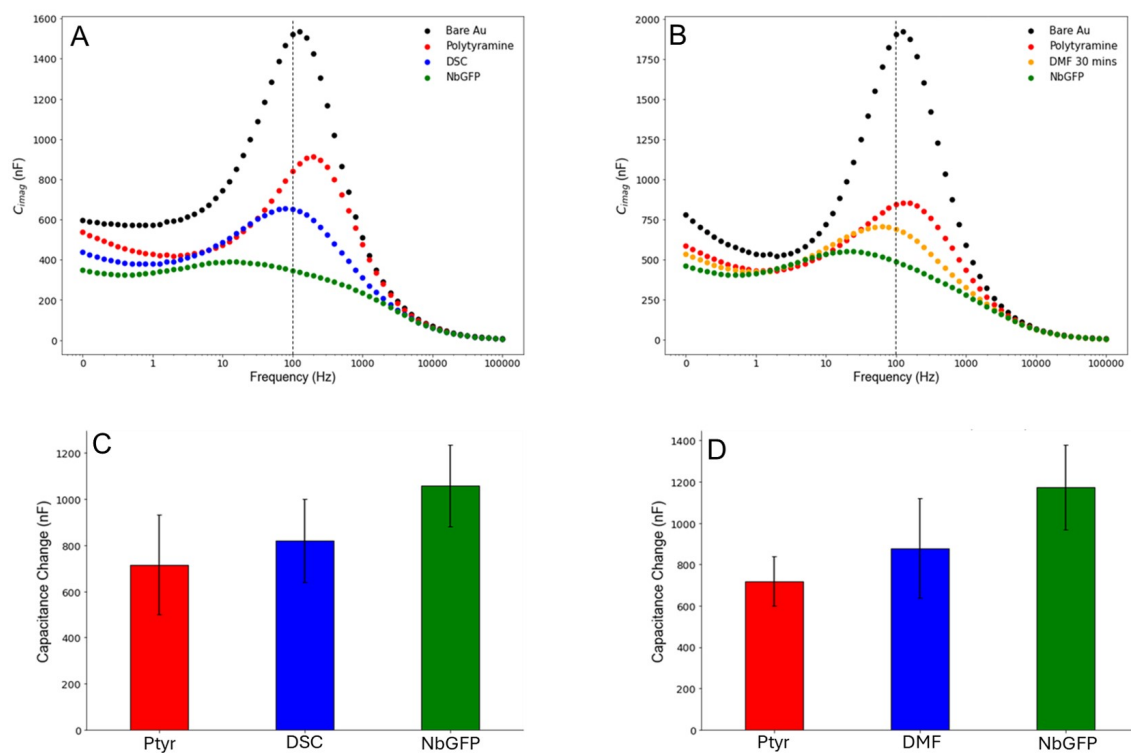 A
1600
1400
1200
1000
800
600
400
200
0
C_imag (nF)
Bare Au
Polytyramine
DSC
NbGFP
0 1 10 100 1000 10000 100000
Frequency (Hz)
B
2000
1750
1500
1250
1000
750
500
250
0
C_imag (nF)
Bare Au
Polytyramine
DMF 30 mins
NbGFP
0 1 10 100 1000 10000 100000
Frequency (Hz)
C
1200
1000
800
600
400
200
0
Capacitance Change (nF)
Ptyr DSC NbGFP
D
1400
1200
1000
800
600
400
200
0
Capacitance Change (nF)
Ptyr DMF NbGFP